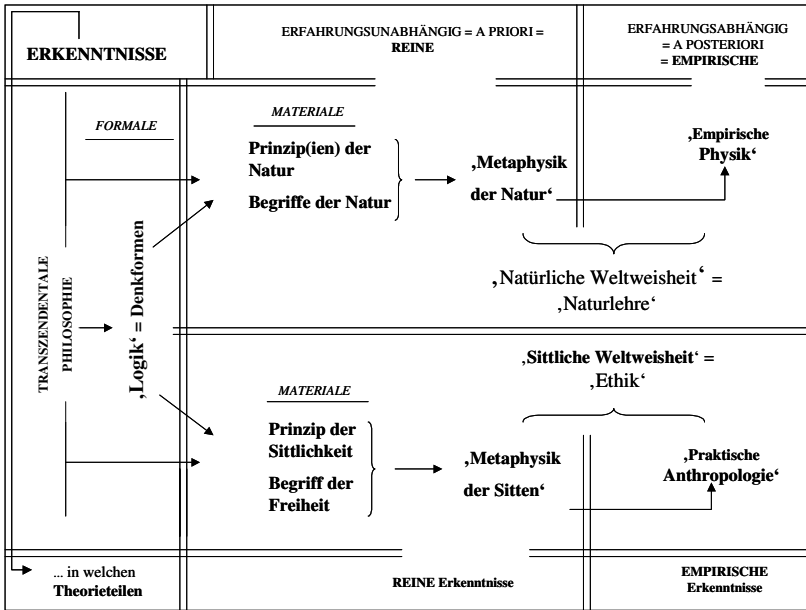 ERKENNTNISSE
ERFAHRUNGSUNABHÄNGIG = A PRIORI =
REINE
ERFAHRUNGSABHÄNGIG
= A POSTERIORI
= EMPIRISCHE
TRANSZENDENTALE
PHILOSOPHIE
FORMALE
‚Logik‘ = Denkformen
MATERIALE
Prinzip(ien) der
Natur
Begriffe der Natur
‚Metaphysik
der Natur‘
‚Empirische
Physik‘
‚Natürliche Weltweisheit‘ =
‚Naturlehre‘
‚Sittliche Weltweisheit‘ =
‚Ethik‘
MATERIALE
Prinzip der
Sittlichkeit
Begriff der
Freiheit
‚Metaphysik
der Sitten‘
‚Praktische
Anthropologie‘
... in welchen
Theorieteilen
REINE Erkenntnisse
EMPIRISCHE
Erkenntnisse